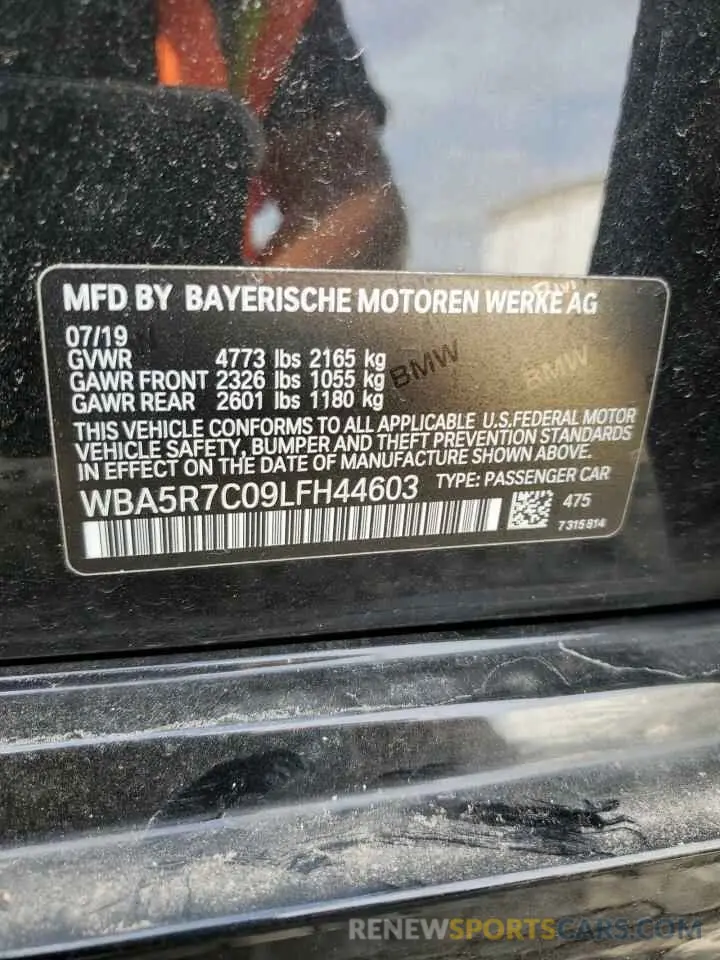 MFD BY BAYERISCHE MOTOREN WERKE AG
07/19
GVWR 4773 lbs 2165 kg
GAWR FRONT 2326 lbs 1055 kg
GAWR REAR 2601 lbs 1180 kg
BMW BMW
THIS VEHICLE CONFORMS TO ALL APPLICABLE U.S.FEDERAL MOTOR
VEHICLE SAFETY, BUMPER AND THEFT PREVENTION STANDARDS
IN EFFECT ON THE DATE OF MANUFACTURE SHOWN ABOVE.
WBA5R7C09LFH44603 TYPE: PASSENGER CAR
475
7315814
RENEWSPORTSCARS.COM